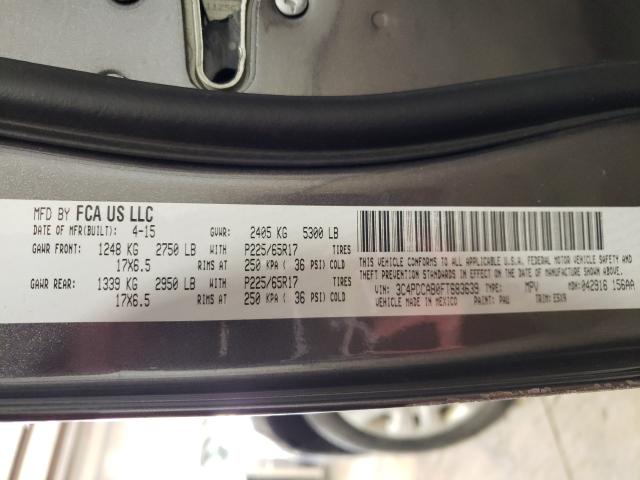 MFD BY FCA US LLC
DATE OF MFR(BUILT): 4-15 GVWR: 2405 KG 5300 LB
GAWR FRONT: 1248 KG 2750 LB WITH P225/65R17 TIRES
17X6.5 RIMS AT 250 KPA ( 36 PSI) COLD
GAWR REAR: 1339 KG 2950 LB WITH P225/65R17 TIRES
17X6.5 RIMS AT 250 KPA ( 36 PSI) COLD
THIS VEHICLE CONFORMS TO ALL APPLICABLE U.S.A. FEDERAL MOTOR VEHICLE SAFETY AND
THEFT PREVENTION STANDARDS IN EFFECT ON THE DATE OF MANUFACTURE SHOWN ABOVE.
VIN: 3C4PDCAB0FT683639 TYPE: MPV MDH: 042916 156AA
VEHICLE MADE IN MEXICO PAINT: PAU TRIM: E5X9